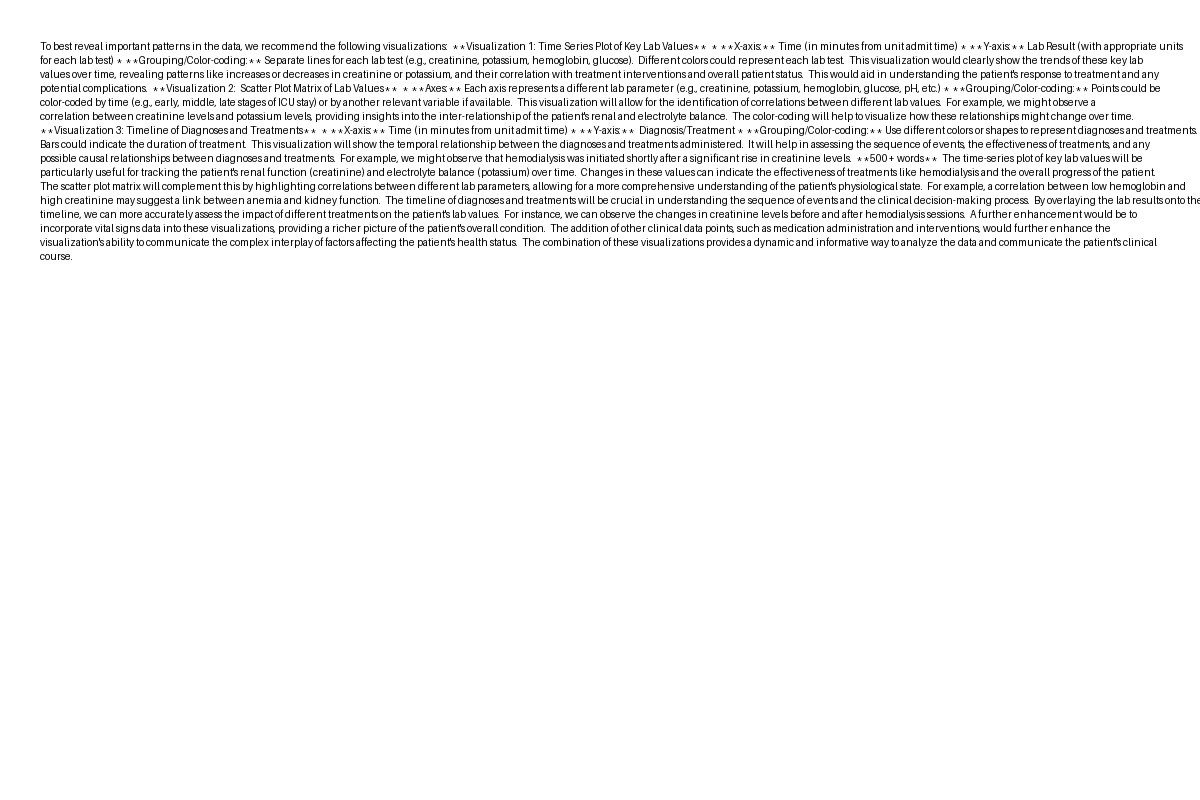 To best reveal important patterns in the data, we recommend the following visualizations:  **Visualization 1: Time Series Plot of Key Lab Values**  * **X-axis:** Time (in minutes from unit admit time) * **Y-axis:** Lab Result (with appropriate units
for each lab test) * **Grouping/Color-coding:** Separate lines for each lab test (e.g., creatinine, potassium, hemoglobin, glucose).  Different colors could represent each lab test.  This visualization would clearly show the trends of these key lab
values over time, revealing patterns like increases or decreases in creatinine or potassium, and their correlation with treatment interventions and overall patient status.  This would aid in understanding the patient's response to treatment and any
potential complications.  **Visualization 2:  Scatter Plot Matrix of Lab Values**  * **Axes:** Each axis represents a different lab parameter (e.g., creatinine, potassium, hemoglobin, glucose, pH, etc.) * **Grouping/Color-coding:** Points could be
color-coded by time (e.g., early, middle, late stages of ICU stay) or by another relevant variable if available.  This visualization will allow for the identification of correlations between different lab values.  For example, we might observe a
correlation between creatinine levels and potassium levels, providing insights into the inter-relationship of the patient's renal and electrolyte balance.  The color-coding will help to visualize how these relationships might change over time.
**Visualization 3: Timeline of Diagnoses and Treatments**  * **X-axis:** Time (in minutes from unit admit time) * **Y-axis:**  Diagnosis/Treatment * **Grouping/Color-coding:** Use different colors or shapes to represent diagnoses and treatments.
Bars could indicate the duration of treatment.  This visualization will show the temporal relationship between the diagnoses and treatments administered.  It will help in assessing the sequence of events, the effectiveness of treatments, and any
possible causal relationships between diagnoses and treatments.  For example, we might observe that hemodialysis was initiated shortly after a significant rise in creatinine levels.  **500+ words**  The time-series plot of key lab values will be
particularly useful for tracking the patient's renal function (creatinine) and electrolyte balance (potassium) over time.  Changes in these values can indicate the effectiveness of treatments like hemodialysis and the overall progress of the patient.
The scatter plot matrix will complement this by highlighting correlations between different lab parameters, allowing for a more comprehensive understanding of the patient's physiological state.  For example, a correlation between low hemoglobin and
high creatinine may suggest a link between anemia and kidney function.  The timeline of diagnoses and treatments will be crucial in understanding the sequence of events and the clinical decision-making process.  By overlaying the lab results onto the
timeline, we can more accurately assess the impact of different treatments on the patient's lab values.  For instance, we can observe the changes in creatinine levels before and after hemodialysis sessions.  A further enhancement would be to
incorporate vital signs data into these visualizations, providing a richer picture of the patient's overall condition.  The addition of other clinical data points, such as medication administration and interventions, would further enhance the
visualization's ability to communicate the complex interplay of factors affecting the patient's health status.  The combination of these visualizations provides a dynamic and informative way to analyze the data and communicate the patient's clinical
course.